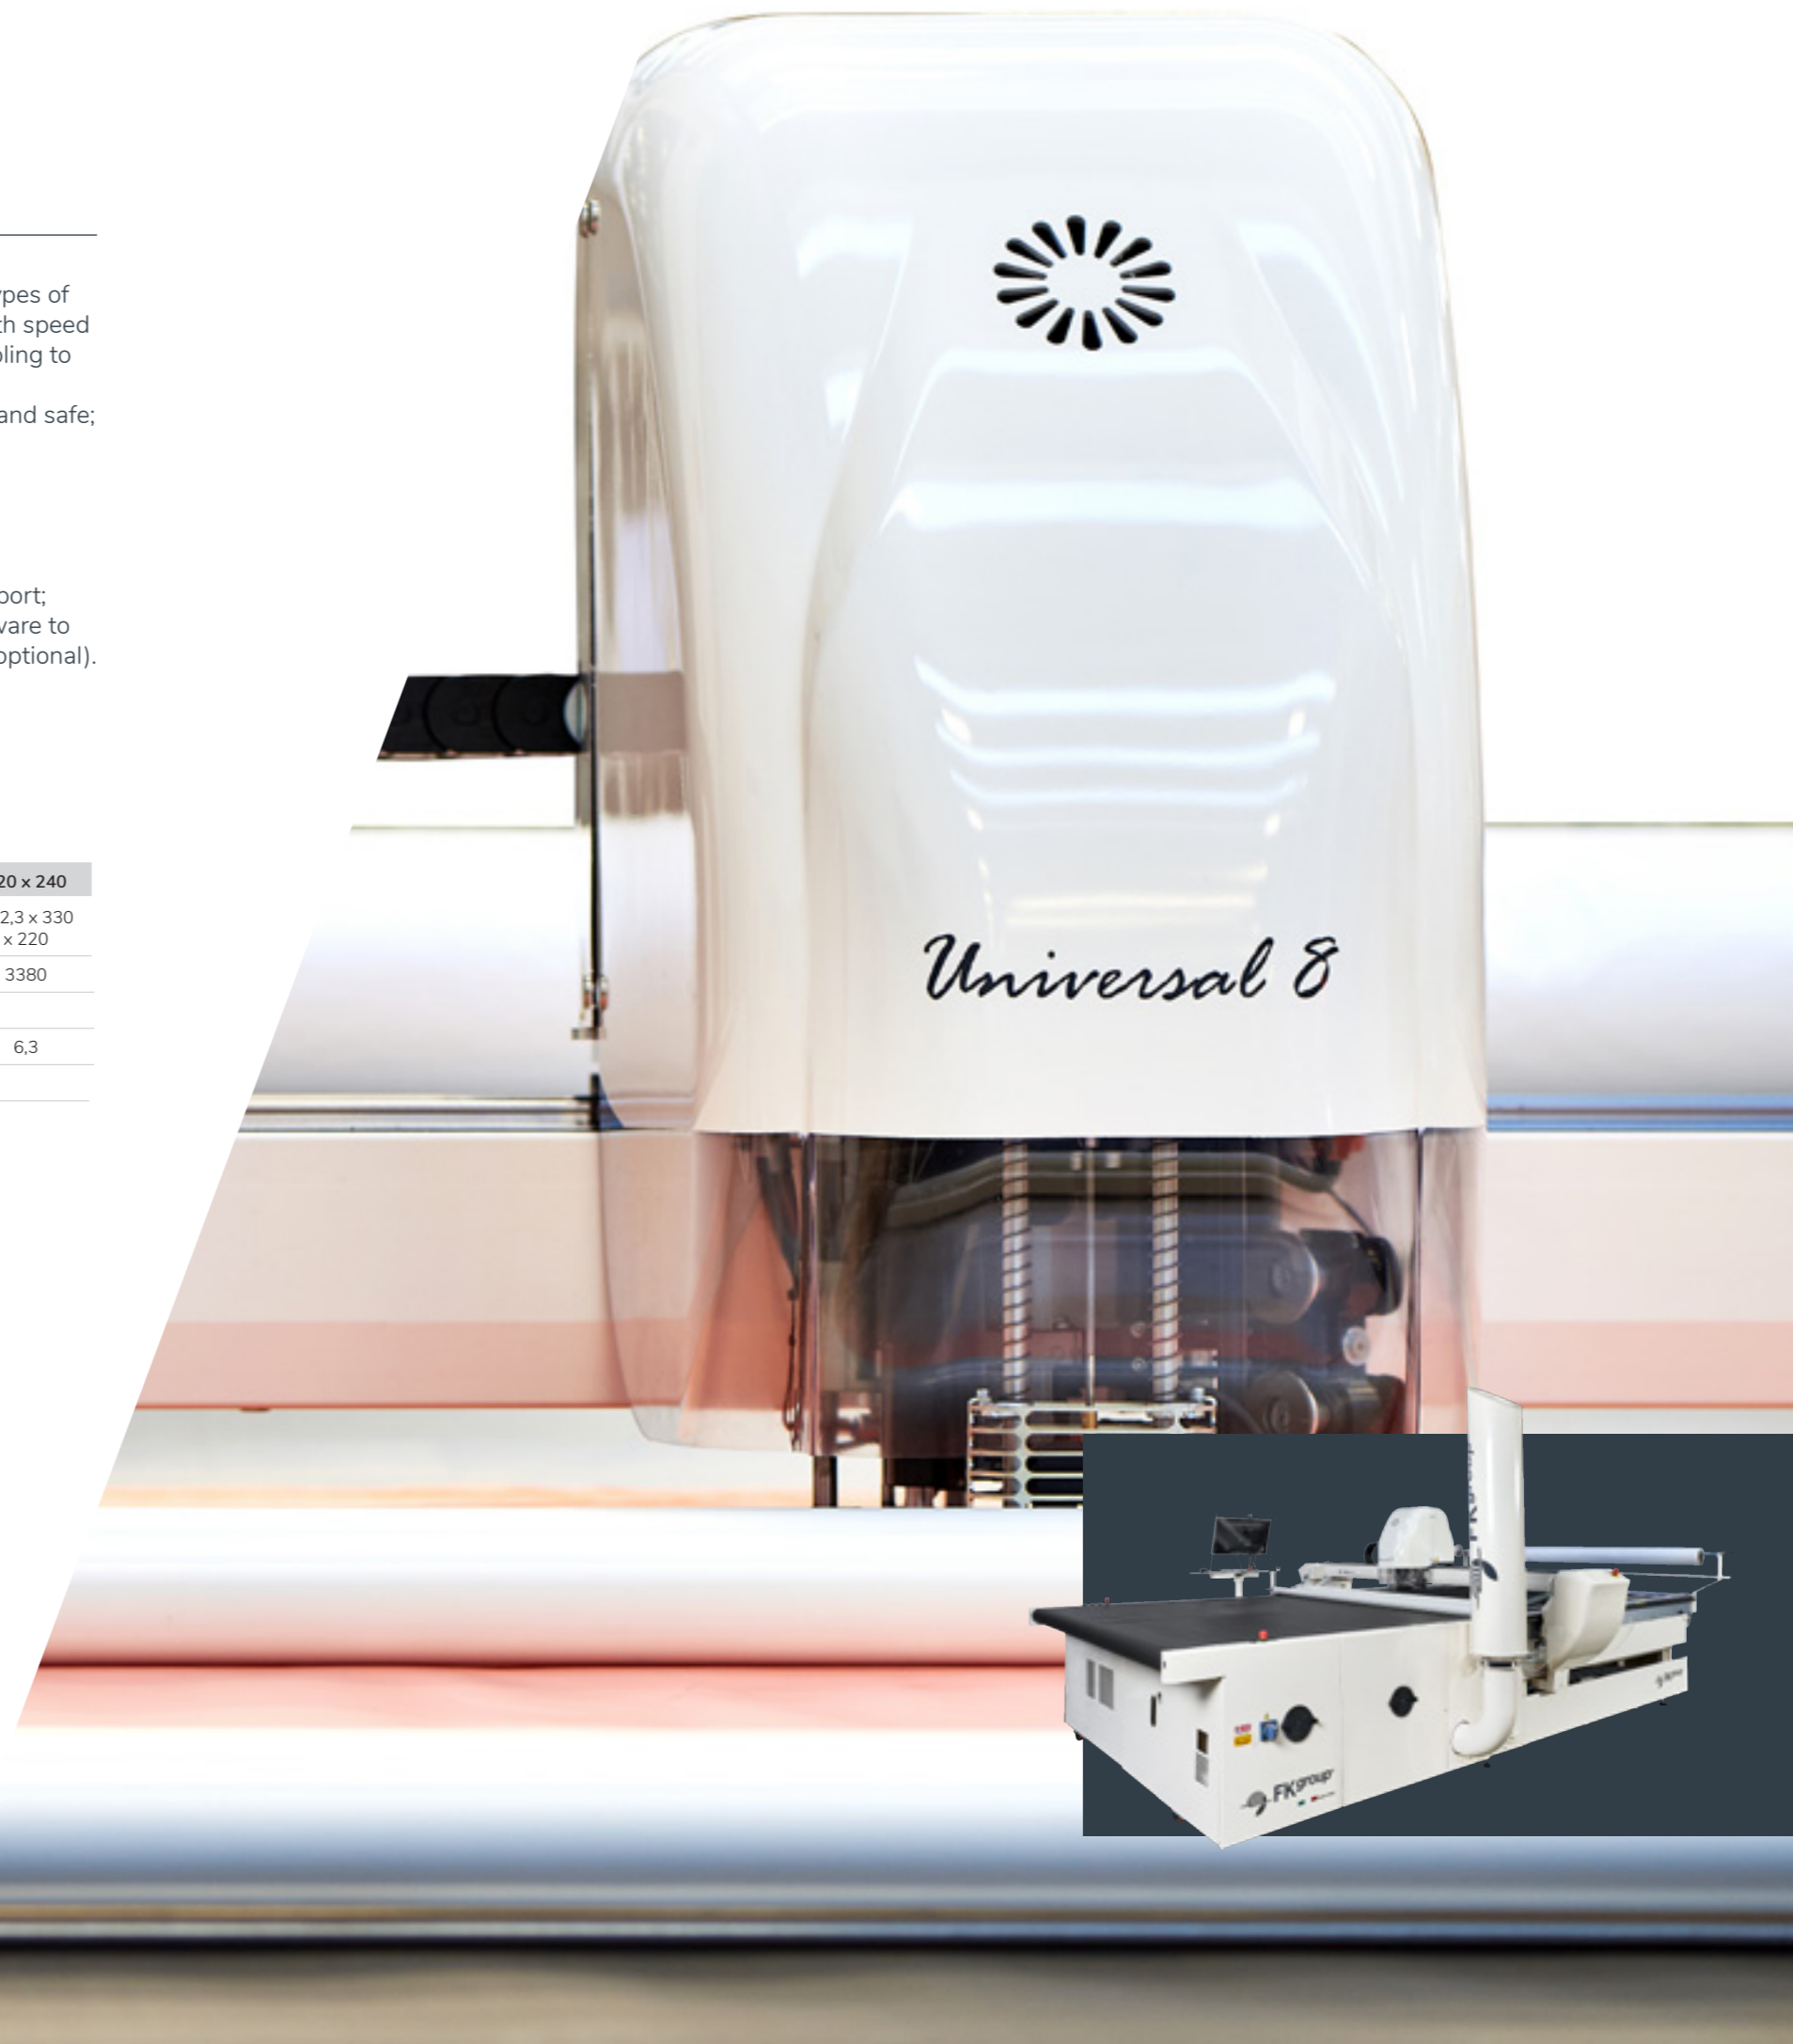 ypes of
th speed
pling to
and safe;
port;
ware to
optional).
20 x 240
2,3 x 330
x 220
3380
6,3
Universal 8
FKgroup
FKgroup